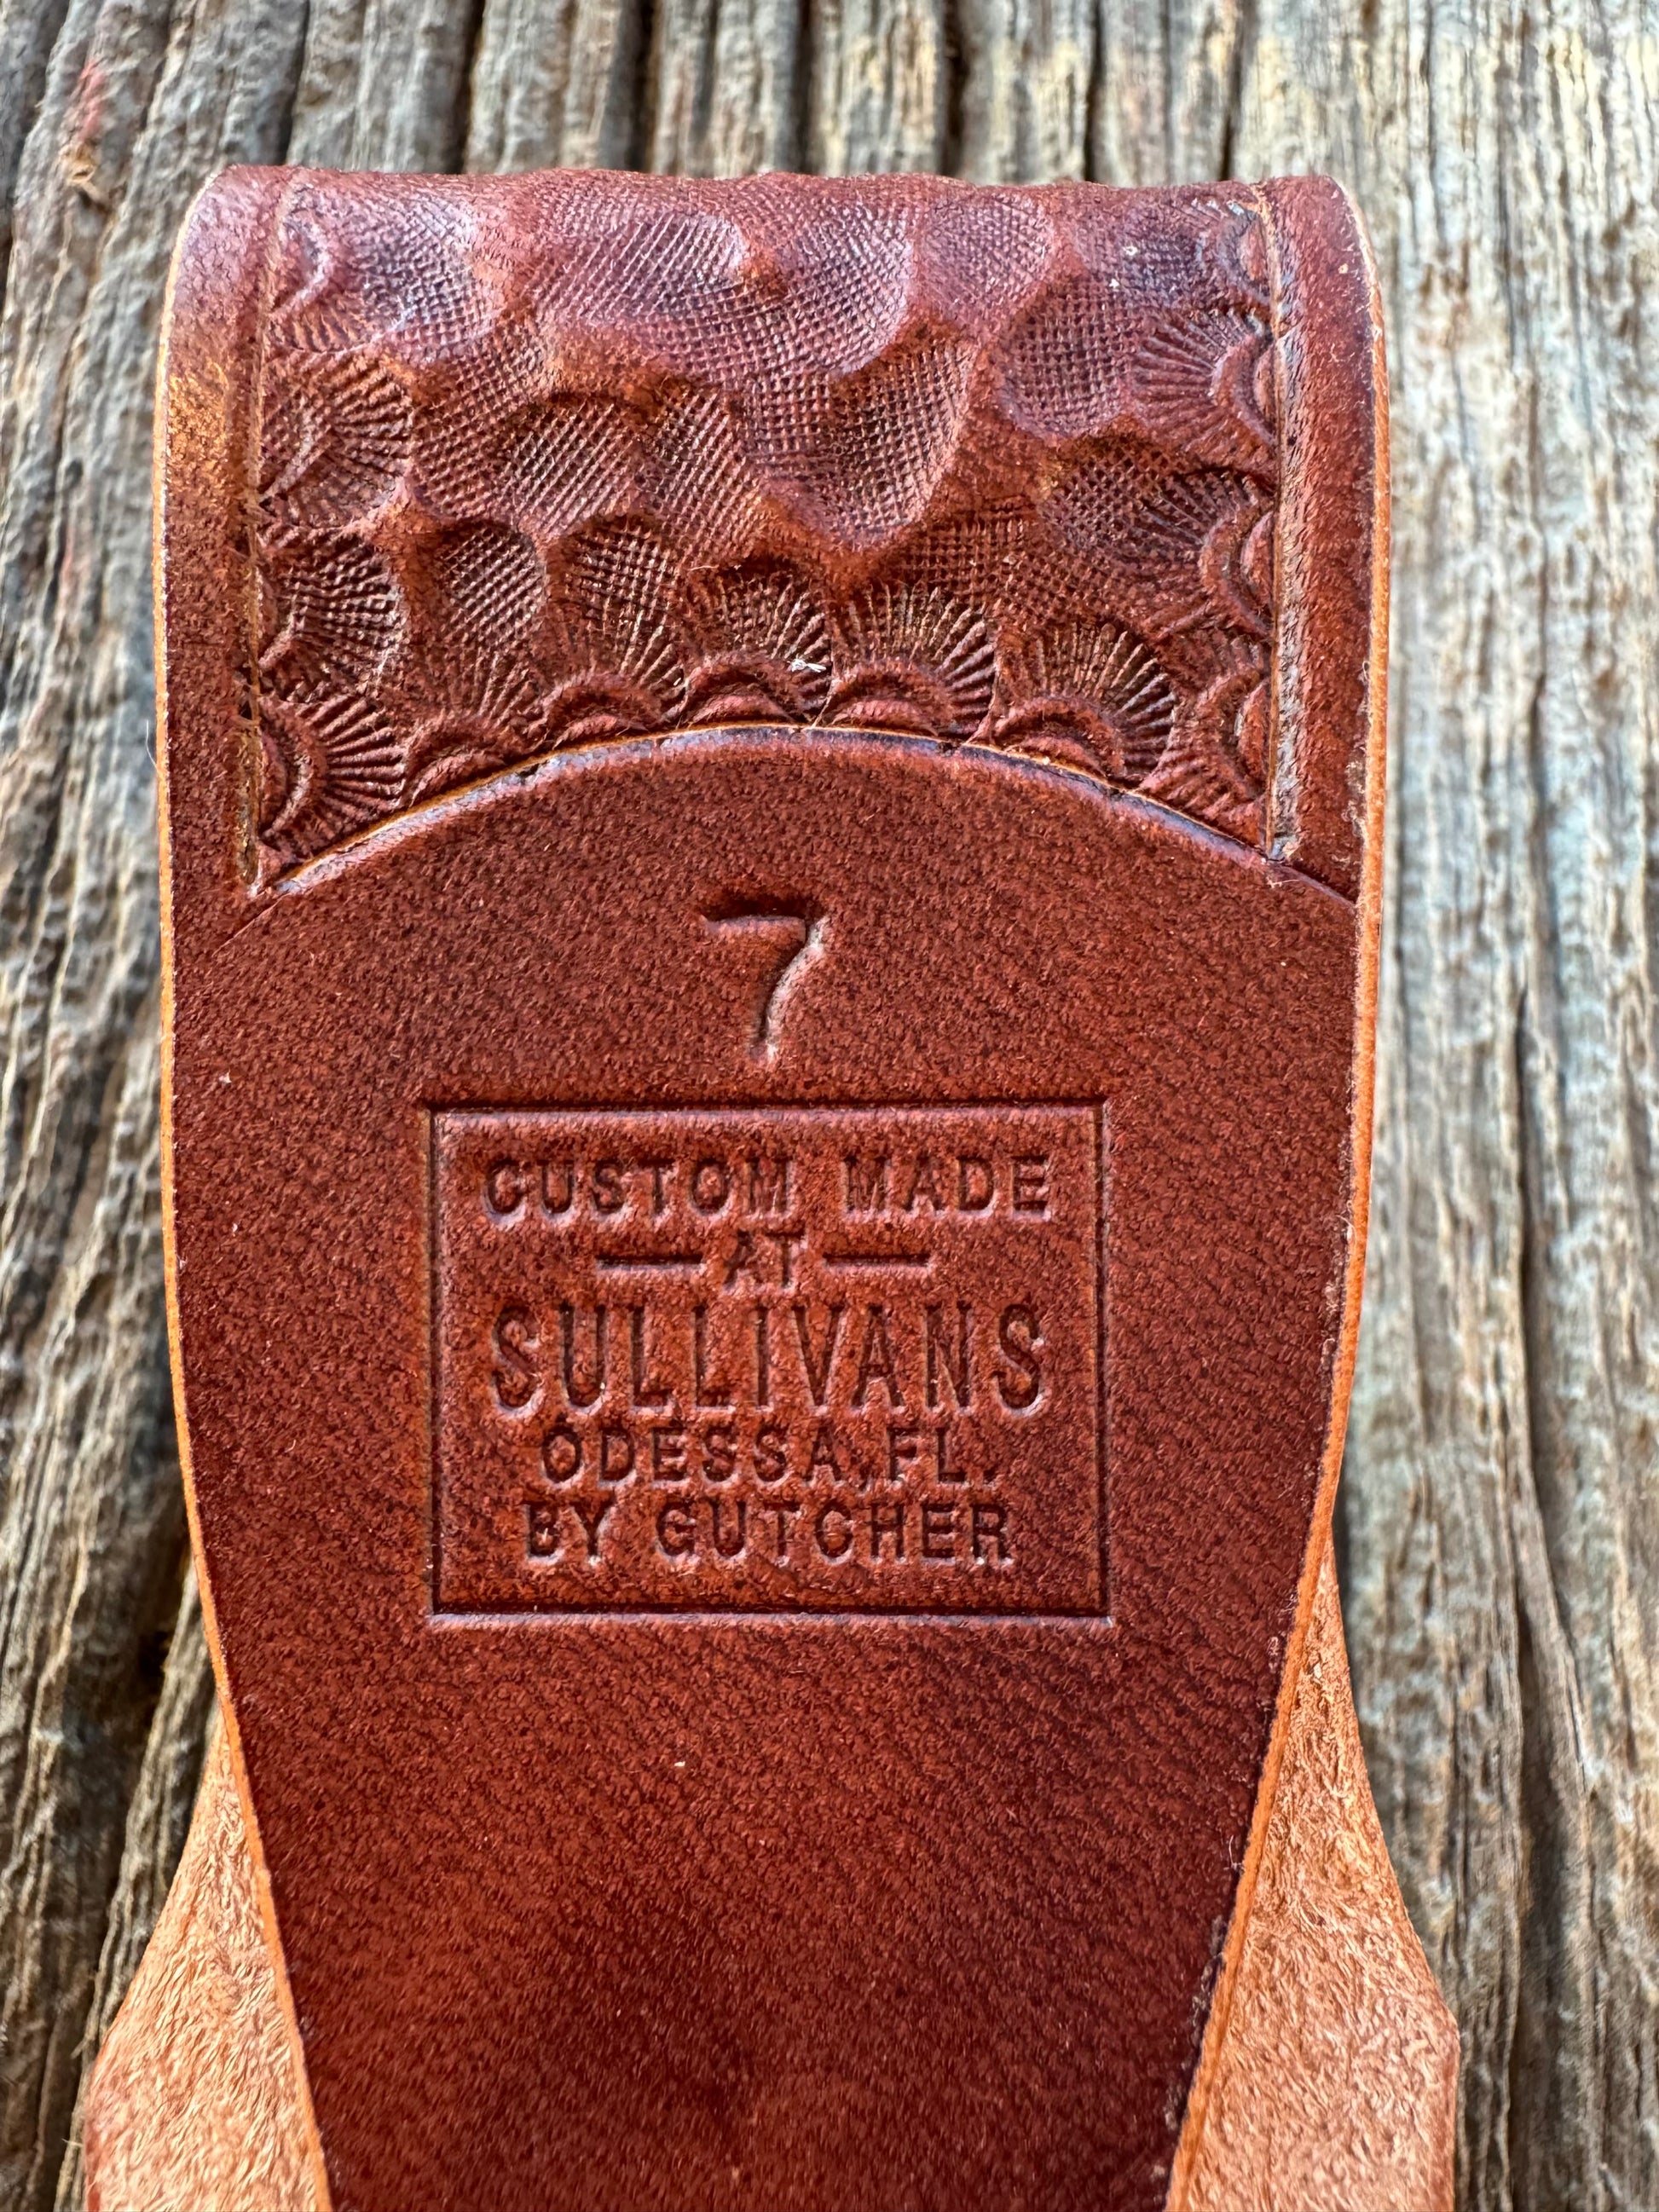 7
CUSTOM MADE
—AT—
SULLIVANS
ODESSA, FL.
BY GUTCHER